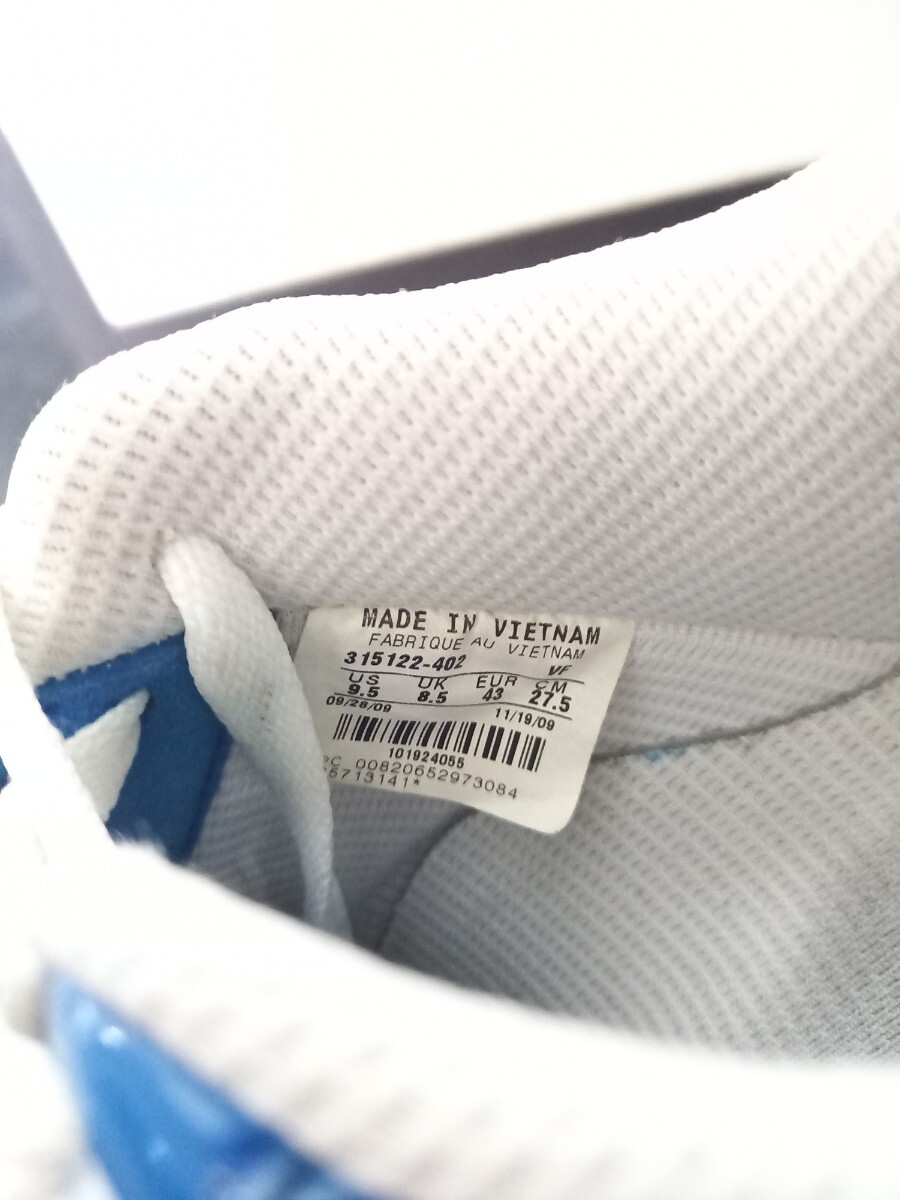 MADE IN VIETNAM
FABRIQUE AU VIETNAM
315122-402 VF
US UK EUR CM
9.5 8.5 43 27.5
09/28/09 11/19/09
101924055
00820652973084
5713141*